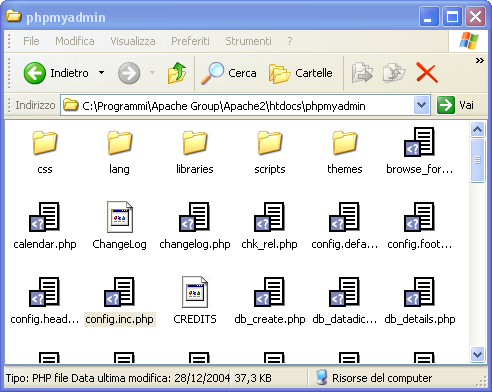 phpmyadmin
File Modifica Visualizza Preferiti Strumenti ?
Indietro Cerca Cartelle
Indirizzo C:\Programmi\Apache Group\Apache2\htdocs\phpmyadmin Vai
css lang libraries scripts themes browse_for...
calendar.php ChangeLog changelog.php chk_rel.php config.defa... config.foot...
config.head... config.inc.php CREDITS db_create.php db_datadic... db_details.php
Tipo: PHP file Data ultima modifica: 28/12/2004 37,3 KB Risorse del computer